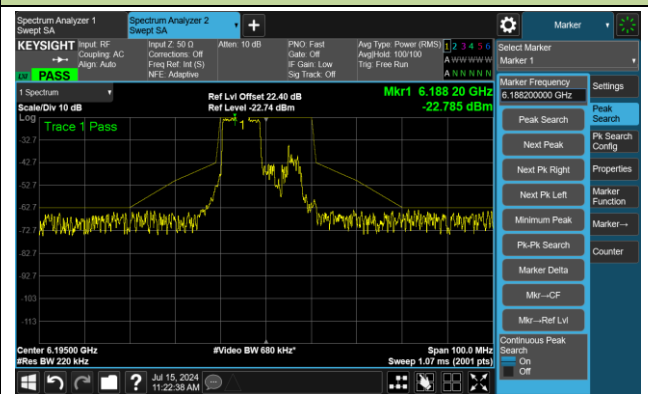 Spectrum Analyzer 1
Swept SA
Spectrum Analyzer 2
Swept SA
Marker
KEYSIGHT
Input: RF
Coupling: AC
Align: Auto
Input Z: 50 Ω
Corrections: Off
Freq Ref: Int (S)
NFE: Adaptive
Atten: 10 dB
PNO: Fast
Gate: Off
IF Gain: Low
Sig Track: Off
Avg Type: Power (RMS)
Avg|Hold: 100/100
Trig: Free Run
1 2 3 4 5 6
A W W W W W
A N N N N N
PASS
Select Marker
Marker 1
1 Spectrum
Scale/Div 10 dB
Ref Lvl Offset 22.40 dB
Ref Level -22.74 dBm
Mkr1 6.188 20 GHz
-22.785 dBm
Log
Trace 1 Pass
1
-32.7
-42.7
-52.7
-62.7
-72.7
-82.7
-92.7
-103
-113
Center 6.19500 GHz
#Res BW 220 kHz
#Video BW 680 kHz*
Span 100.0 MHz
Sweep 1.07 ms (2001 pts)
Marker Frequency
6.188200000 GHz
Peak Search
Next Peak
Next Pk Right
Next Pk Left
Minimum Peak
Pk-Pk Search
Marker Delta
Mkr→CF
Mkr→Ref Lvl
Continuous Peak
Search
On
Off
Settings
Peak
Search
Pk Search
Config
Properties
Marker
Function
Marker→
Counter
Jul 15, 2024
11:22:38 AM